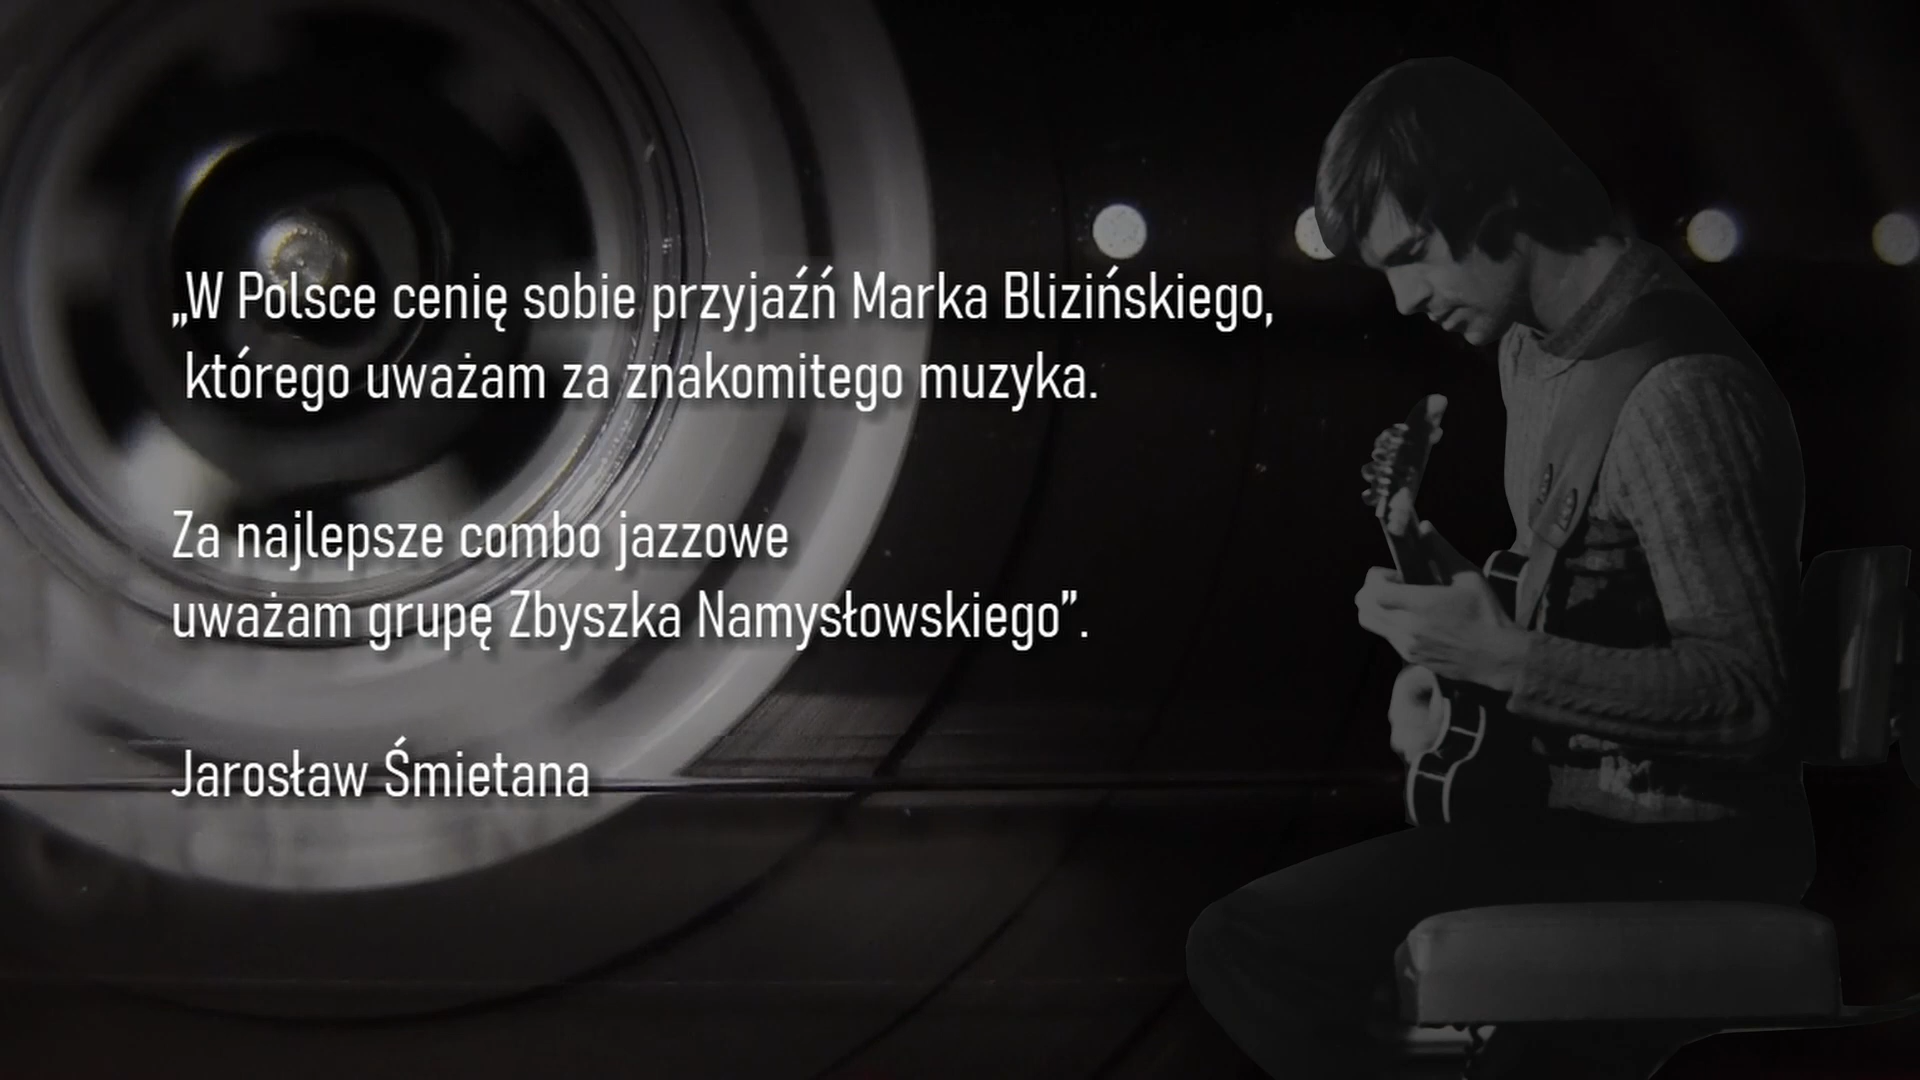 „W Polsce cenię sobie przyjaźń Marka Blizińskiego,
którego uważam za znakomitego muzyka.
Za najlepsze combo jazzowe
uważam grupę Zbyszka Namysłowskiego”.
Jarosław Śmietana